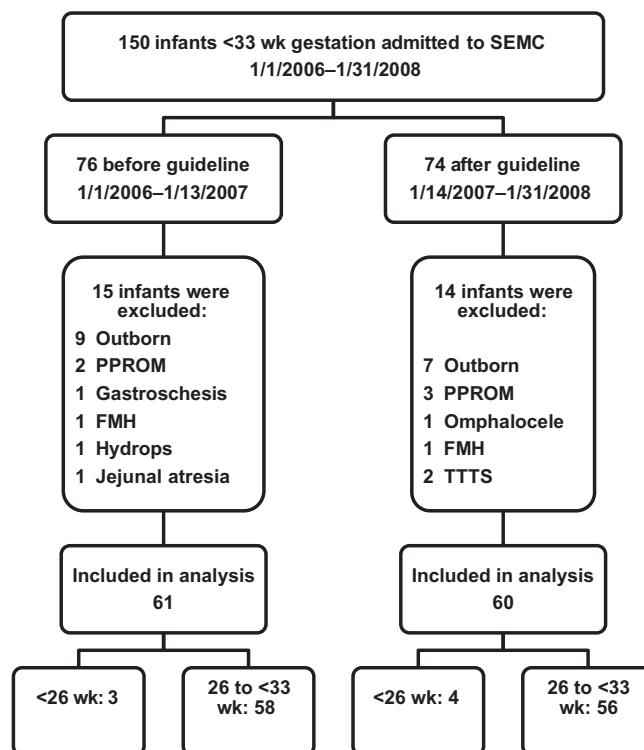 150 infants <33 wk gestation admitted to SEMC
1/1/2006–1/31/2008
76 before guideline
1/1/2006–1/13/2007
74 after guideline
1/14/2007–1/31/2008
15 infants were
excluded:
9 Outborn
2 PPROM
1 Gastroschesis
1 FMH
1 Hydrops
1 Jejunal atresia
14 infants were
excluded:
7 Outborn
3 PPROM
1 Omphalocele
1 FMH
2 TTTS
Included in analysis
61
Included in analysis
60
<26 wk: 3
26 to <33
wk: 58
<26 wk: 4
26 to <33
wk: 56